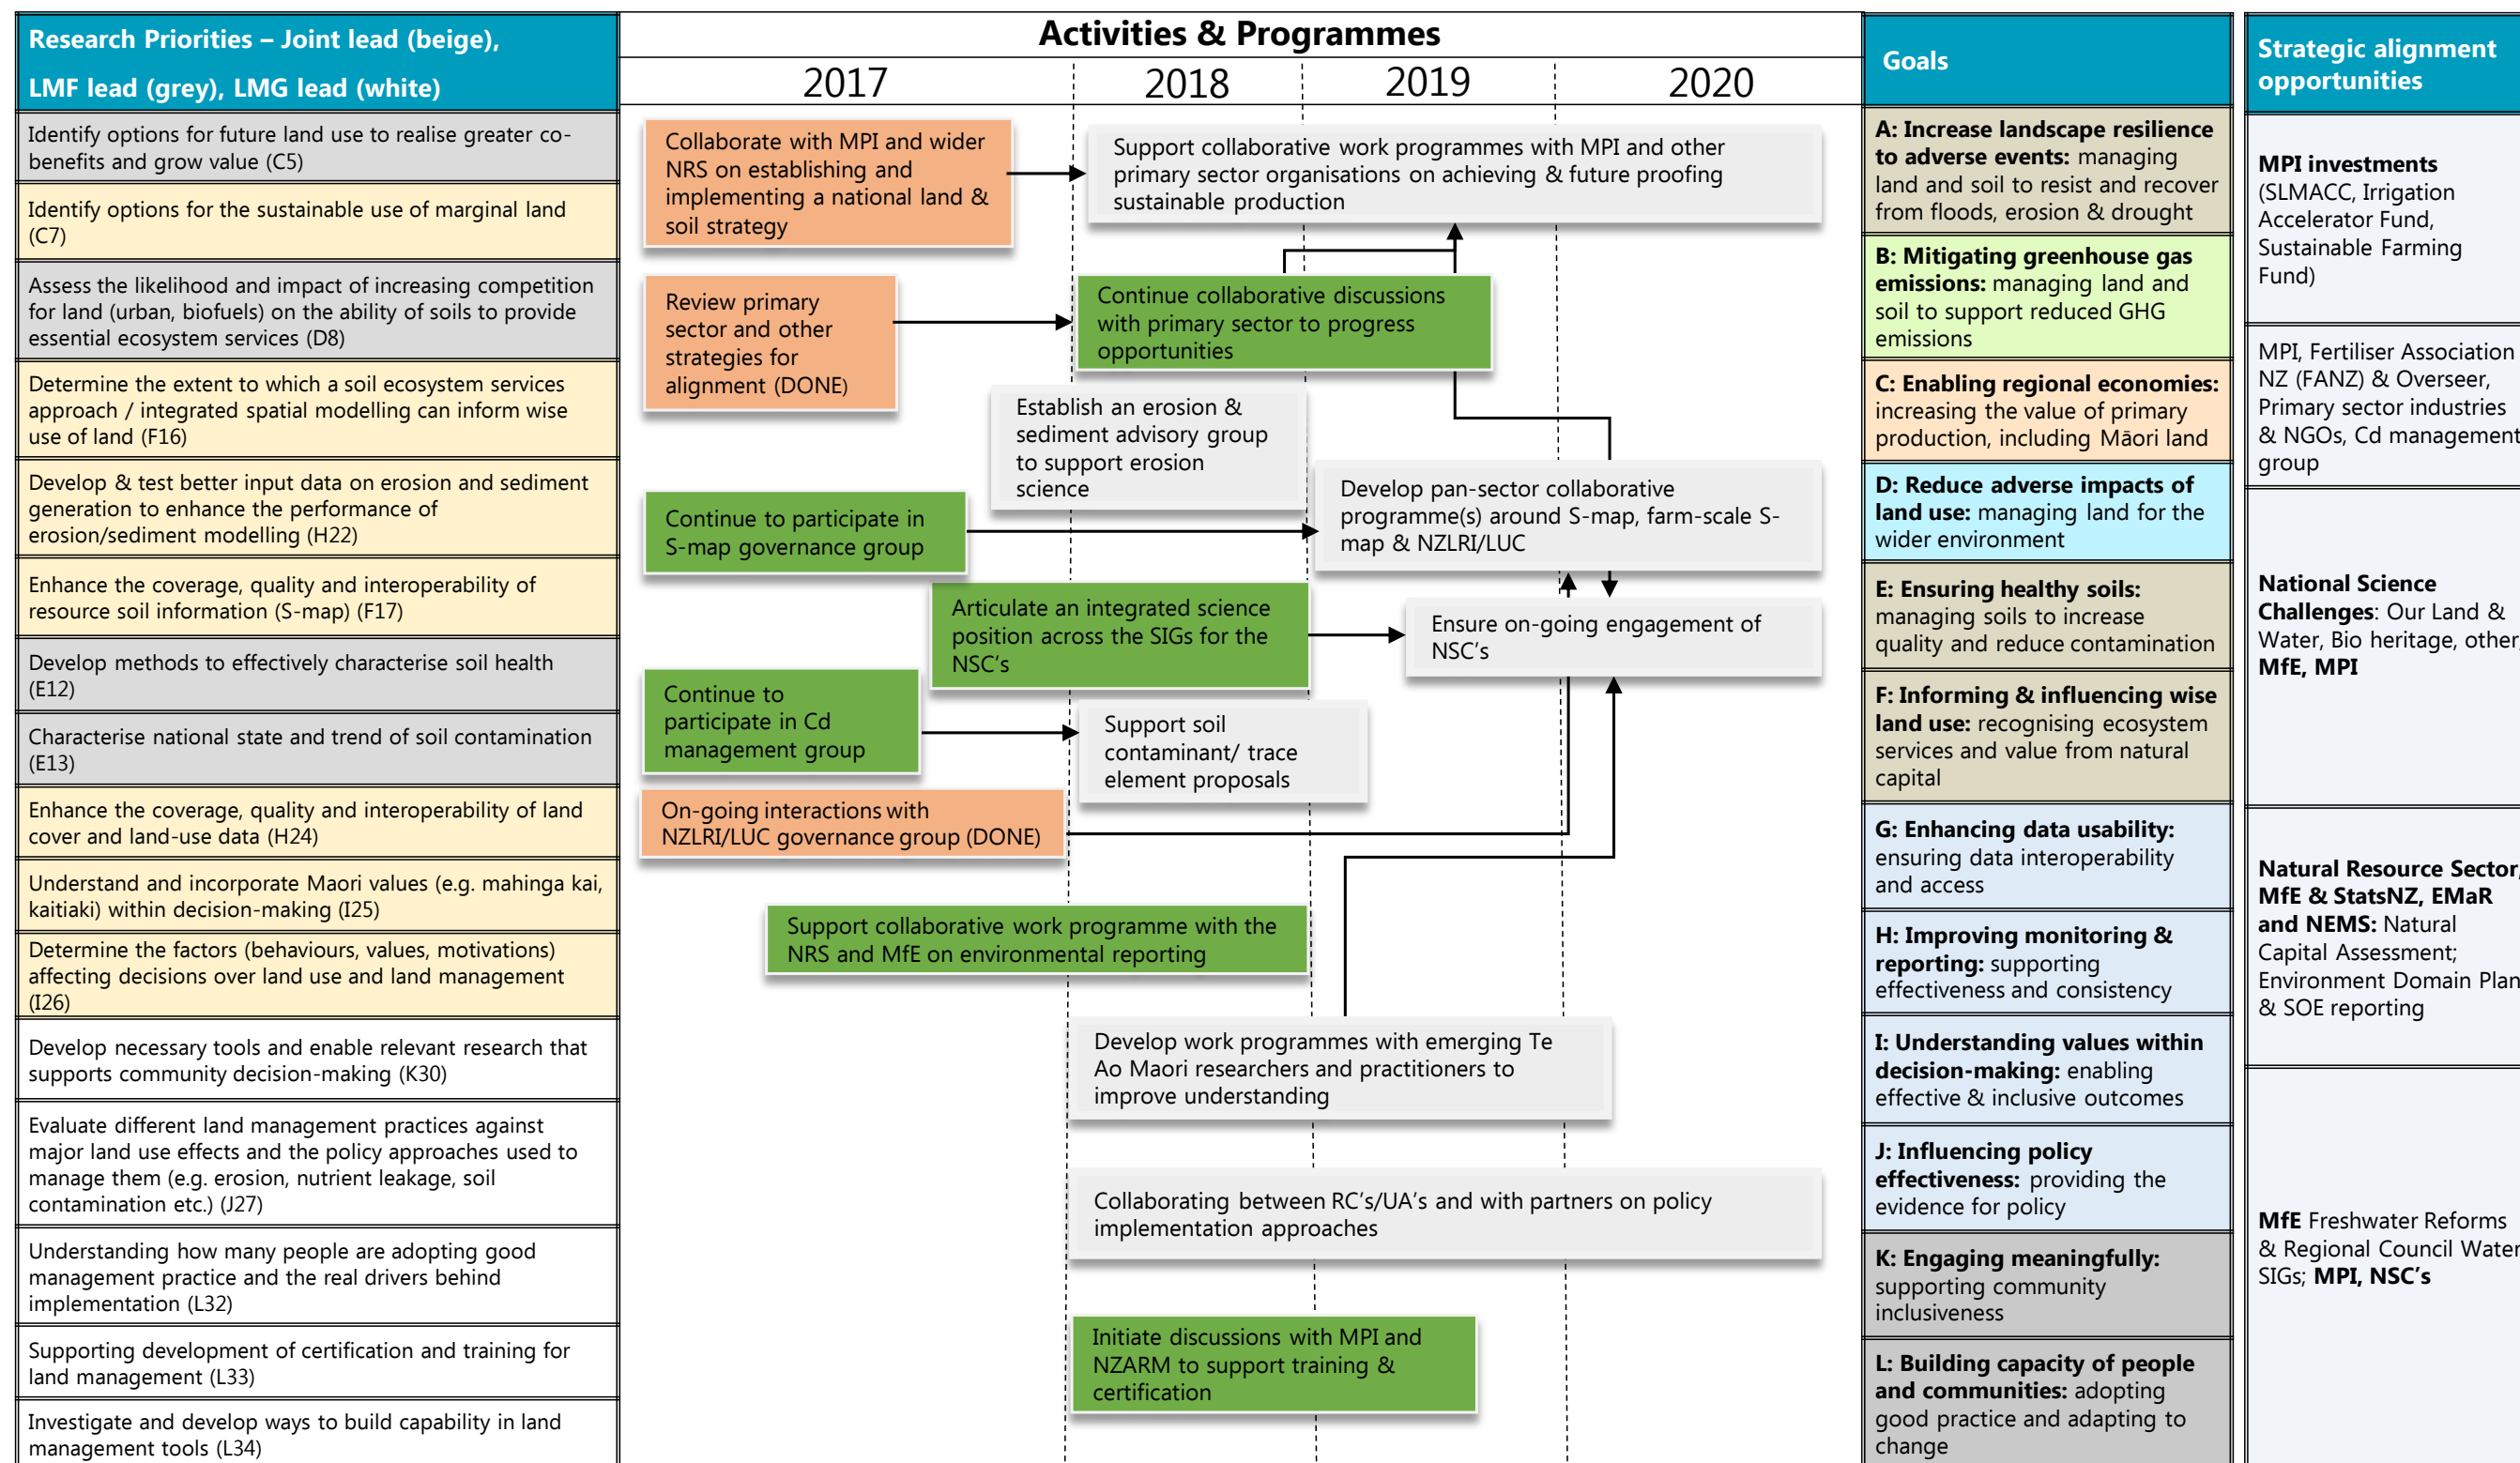 Research Priorities – Joint lead (beige),
LMF lead (grey), LMG lead (white)
Identify options for future land use to realise greater co-
benefits and grow value (C5)
Identify options for the sustainable use of marginal land
(C7)
Assess the likelihood and impact of increasing competition
for land (urban, biofuels) on the ability of soils to provide
essential ecosystem services (D8)
Determine the extent to which a soil ecosystem services
approach / integrated spatial modelling can inform wise
use of land (F16)
Develop & test better input data on erosion and sediment
generation to enhance the performance of
erosion/sediment modelling (H22)
Enhance the coverage, quality and interoperability of
resource soil information (S-map) (F17)
Develop methods to effectively characterise soil health
(E12)
Characterise national state and trend of soil contamination
(E13)
Enhance the coverage, quality and interoperability of land
cover and land-use data (H24)
Understand and incorporate Maori values (e.g. mahinga kai,
kaitiaki) within decision-making (I25)
Determine the factors (behaviours, values, motivations)
affecting decisions over land use and land management
(I26)
Develop necessary tools and enable relevant research that
supports community decision-making (K30)
Evaluate different land management practices against
major land use effects and the policy approaches used to
manage them (e.g. erosion, nutrient leakage, soil
contamination etc.) (J27)
Understanding how many people are adopting good
management practice and the real drivers behind
implementation (L32)
Supporting development of certification and training for
land management (L33)
Investigate and develop ways to build capability in land
management tools (L34)
Activities & Programmes
2017 2018 2019 2020
Collaborate with MPI and wider
NRS on establishing and
implementing a national land &
soil strategy
Support collaborative work programmes with MPI and other
primary sector organisations on achieving & future proofing
sustainable production
Review primary
sector and other
strategies for
alignment (DONE)
Continue collaborative discussions
with primary sector to progress
opportunities
Establish an erosion &
sediment advisory group
to support erosion
science
Continue to participate in
S-map governance group
Develop pan-sector collaborative
programme(s) around S-map, farm-scale S-
map & NZLRI/LUC
Articulate an integrated science
position across the SIGs for the
NSC's
Ensure on-going engagement of
NSC's
Continue to
participate in Cd
management group
Support soil
contaminant/ trace
element proposals
On-going interactions with
NZLRI/LUC governance group (DONE)
Support collaborative work programme with the
NRS and MfE on environmental reporting
Develop work programmes with emerging Te
Ao Maori researchers and practitioners to
improve understanding
Collaborating between RC's/UA's and with partners on policy
implementation approaches
Initiate discussions with MPI and
NZARM to support training &
certification
Goals
A: Increase landscape resilience
to adverse events: managing
land and soil to resist and recover
from floods, erosion & drought
B: Mitigating greenhouse gas
emissions: managing land and
soil to support reduced GHG
emissions
C: Enabling regional economies:
increasing the value of primary
production, including Māori land
D: Reduce adverse impacts of
land use: managing land for the
wider environment
E: Ensuring healthy soils:
managing soils to increase
quality and reduce contamination
F: Informing & influencing wise
land use: recognising ecosystem
services and value from natural
capital
G: Enhancing data usability:
ensuring data interoperability
and access
H: Improving monitoring &
reporting: supporting
effectiveness and consistency
I: Understanding values within
decision-making: enabling
effective & inclusive outcomes
J: Influencing policy
effectiveness: providing the
evidence for policy
K: Engaging meaningfully:
supporting community
inclusiveness
L: Building capacity of people
and communities: adopting
good practice and adapting to
change
Strategic alignment
opportunities
MPI investments
(SLMACC, Irrigation
Accelerator Fund,
Sustainable Farming
Fund)
MPI, Fertiliser Association
NZ (FANZ) & Overseer,
Primary sector industries
& NGOs, Cd management
group
National Science
Challenges: Our Land &
Water, Bio heritage, other,
MfE, MPI
Natural Resource Sector,
MfE & StatsNZ, EMaR
and NEMS: Natural
Capital Assessment;
Environment Domain Plan
& SOE reporting
MfE Freshwater Reforms
& Regional Council Water
SIGs; MPI, NSC's